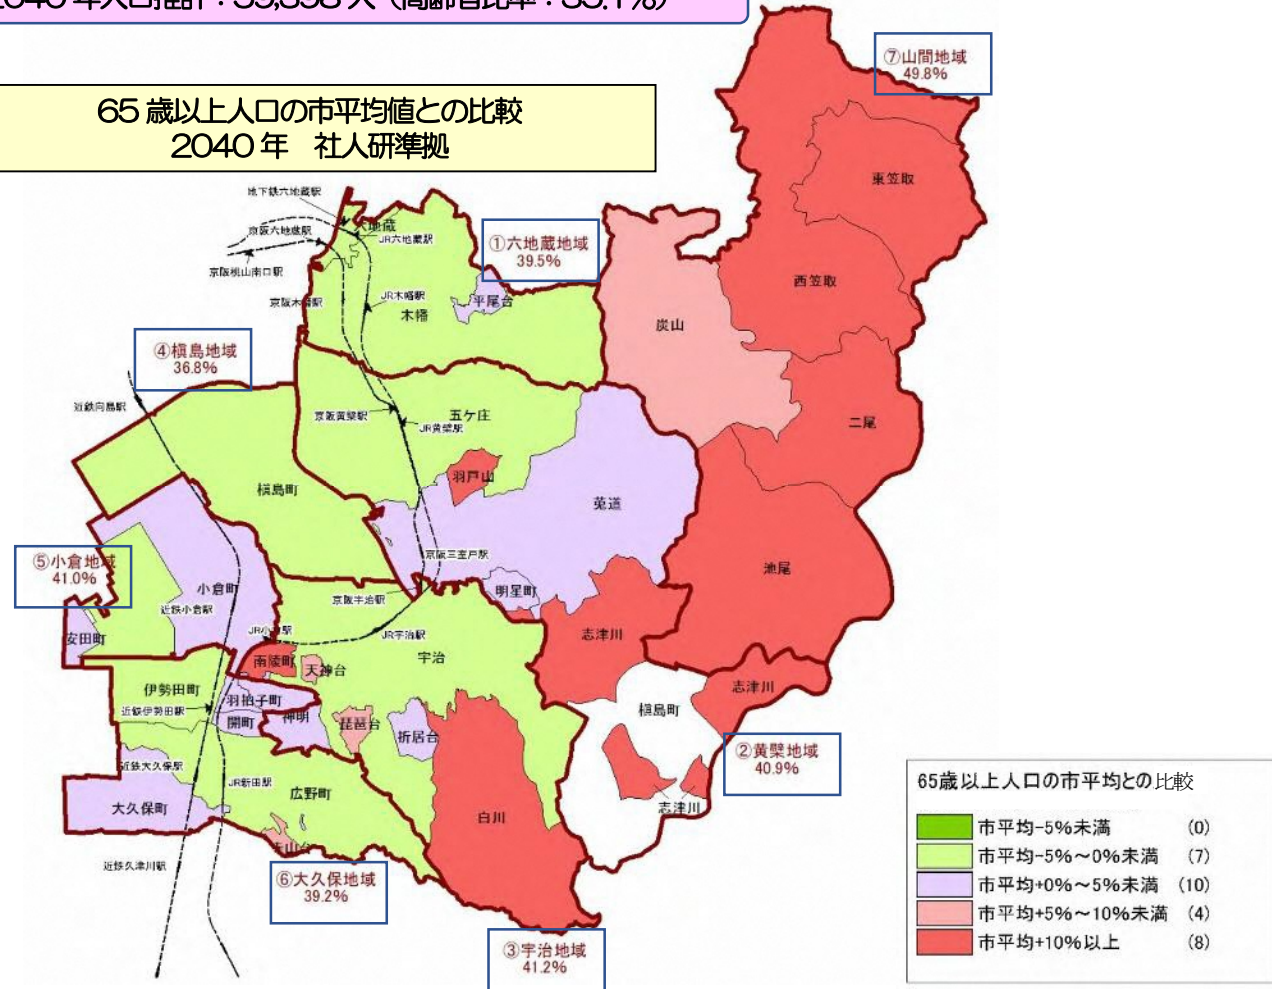 65歳以上人口の市平均値との比較
2040年 社人研準拠
⑦山間地域
49.8%
東笠取
地下鉄六地蔵駅
京阪六地蔵駅
JR六地蔵駅
京阪桃山南口駅
①六地蔵地域
39.5%
西笠取
JR木幡駅
平尾台
木幡
炭山
④槇島地域
36.8%
近鉄向島駅
京阪黄檗駅
五ケ庄
JR黄檗駅
二尾
羽戸山
槇島町
莵道
京阪三室戸駅
⑤小倉地域
41.0%
小倉町
近鉄小倉駅
京阪宇治駅
明星町
池尾
安田町
JR宇治駅
志津川
宇治
南陵町
天神台
志津川
伊勢田町
羽拍子町
近鉄伊勢田駅
開町
神明
琵琶台
折居台
槇島町
②黄檗地域
40.9%
近鉄大久保駅
JR新田駅
広野町
大久保町
志津川
白川
近鉄久津川駅
⑥大久保地域
39.2%
③宇治地域
41.2%
65歳以上人口の市平均との比較
市平均-5%未満 (0)
市平均-5%～0%未満 (7)
市平均+0%～5%未満 (10)
市平均+5%～10%未満 (4)
市平均+10%以上 (8)